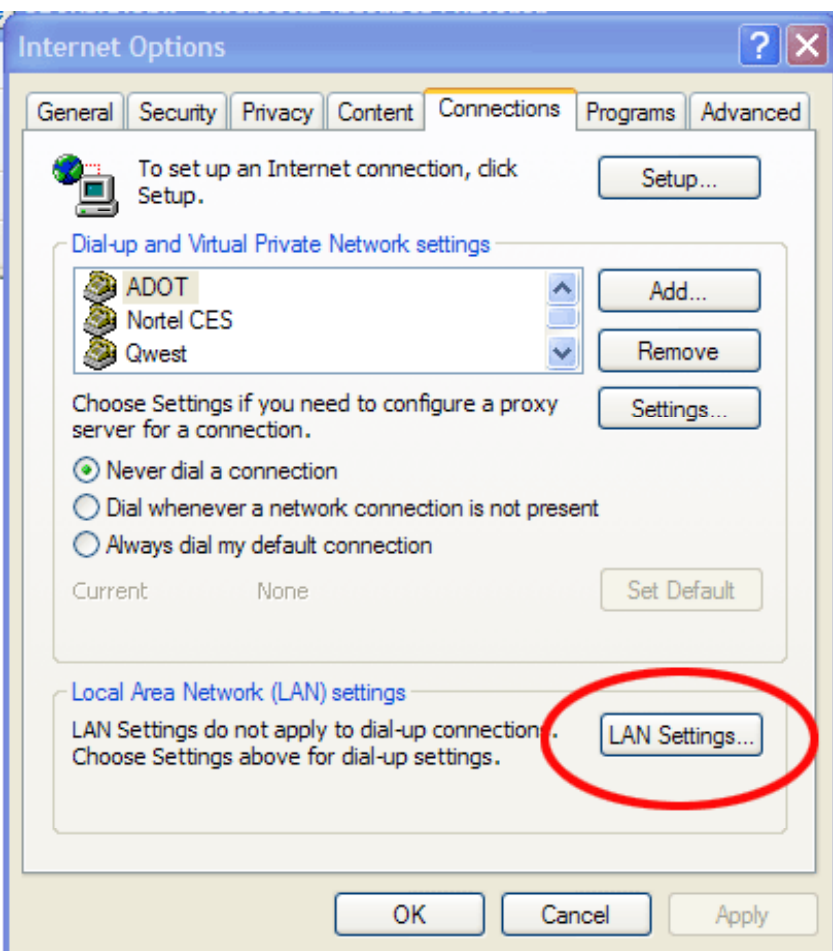 Internet Options
?
General Security Privacy Content Connections Programs Advanced
To set up an Internet connection, click
Setup.
Setup...
Dial-up and Virtual Private Network settings
ADOT
Nortel CES
Qwest
Add...
Remove
Choose Settings if you need to configure a proxy
server for a connection.
Settings...
Never dial a connection
Dial whenever a network connection is not present
Always dial my default connection
Current None
Set Default
Local Area Network (LAN) settings
LAN Settings do not apply to dial-up connections.
Choose Settings above for dial-up settings.
LAN Settings...
OK Cancel Apply